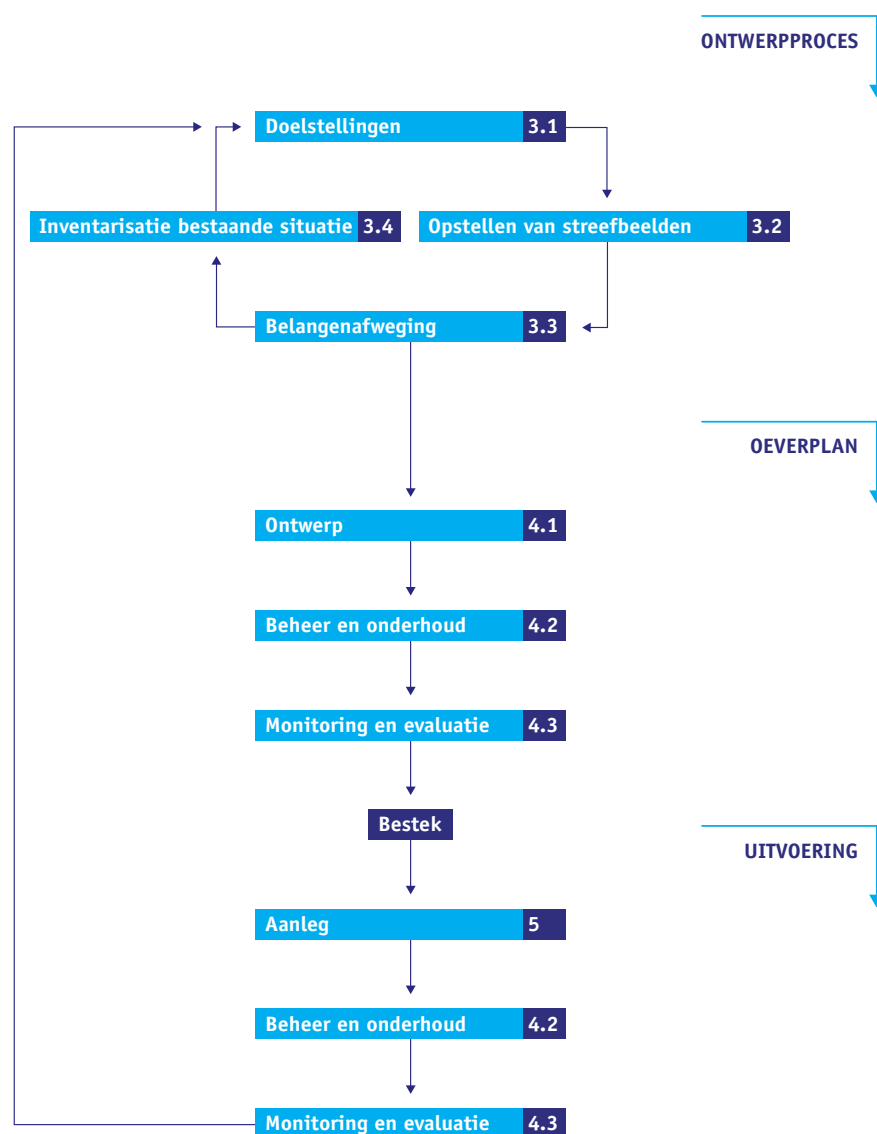 ONTWERPPROCES
Doelstellingen 3.1
Inventarisatie bestaande situatie 3.4
Opstellen van streefbeelden 3.2
Belangenafweging 3.3
OEVERPLAN
Ontwerp 4.1
Beheer en onderhoud 4.2
Monitoring en evaluatie 4.3
Bestek
UITVOERING
Aanleg 5
Beheer en onderhoud 4.2
Monitoring en evaluatie 4.3